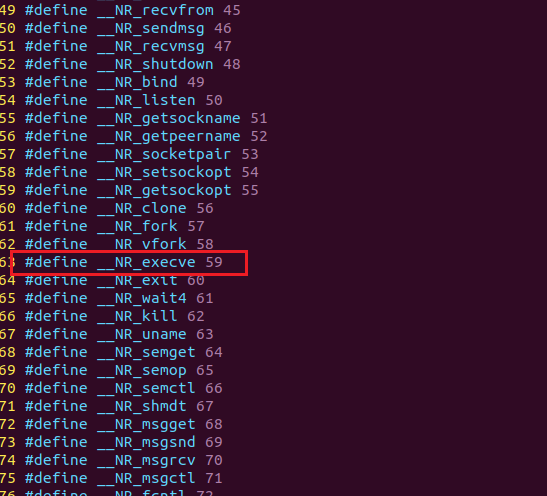 49 #define __NR_recvfrom 45
50 #define __NR_sendmsg 46
51 #define __NR_recvmsg 47
52 #define __NR_shutdown 48
53 #define __NR_bind 49
54 #define __NR_listen 50
55 #define __NR_getsockname 51
56 #define __NR_getpeername 52
57 #define __NR_socketpair 53
58 #define __NR_setsockopt 54
59 #define __NR_getsockopt 55
60 #define __NR_clone 56
61 #define __NR_fork 57
62 #define __NR_vfork 58
63 #define __NR_execve 59
64 #define __NR_exit 60
65 #define __NR_wait4 61
66 #define __NR_kill 62
67 #define __NR_uname 63
68 #define __NR_semget 64
69 #define __NR_semop 65
70 #define __NR_semctl 66
71 #define __NR_shmdt 67
72 #define __NR_msgget 68
73 #define __NR_msgsnd 69
74 #define __NR_msgrcv 70
75 #define __NR_msgctl 71
76 #define __NR_fcntl 72